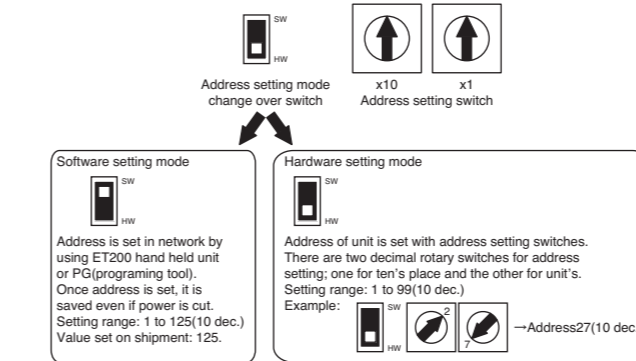 SW
HW
Address setting mode
change over switch
x10
x1
Address setting switch
Software setting mode
SW
HW
Address is set in network by
using ET200 hand held unit
or PG(programing tool).
Once address is set, it is
saved even if power is cut.
Setting range: 1 to 125(10 dec.)
Value set on shipment: 125.
Hardware setting mode
SW
HW
Address of unit is set with address setting switches.
There are two decimal rotary switches for address
setting; one for ten's place and the other for unit's.
Setting range: 1 to 99(10 dec.)
Example:
SW
HW
2
7
→Address27(10 dec